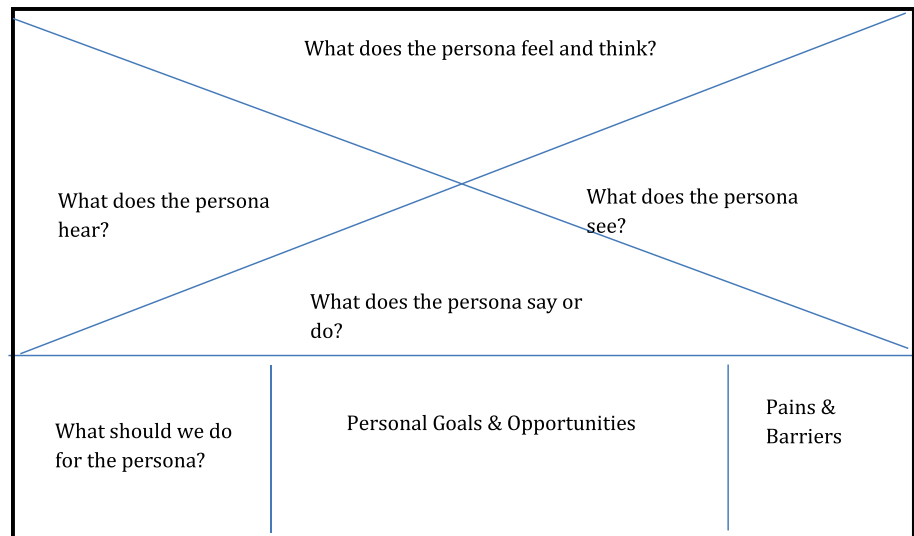 What does the persona feel and think?
What does the persona
hear?
What does the persona
see?
What does the persona say or
do?
What should we do
for the persona?
Personal Goals & Opportunities
Pains &
Barriers